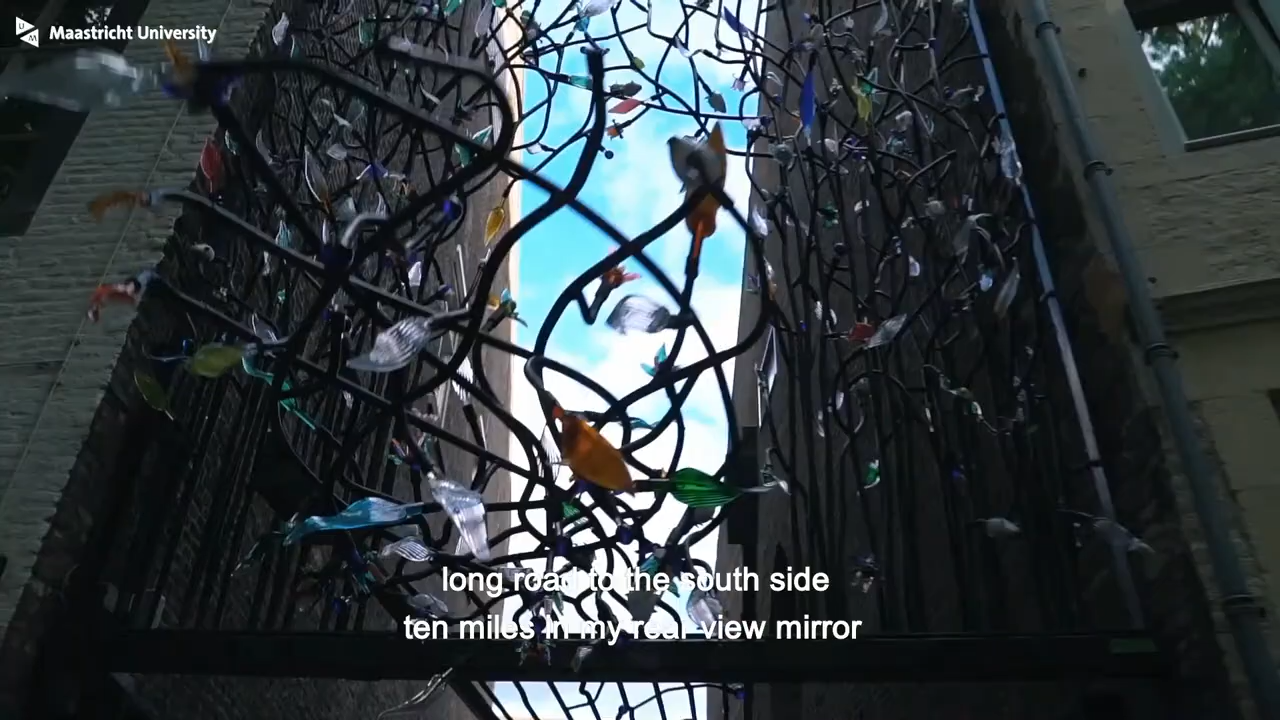 Maastricht University
long road to the south side
ten miles in my rear view mirror